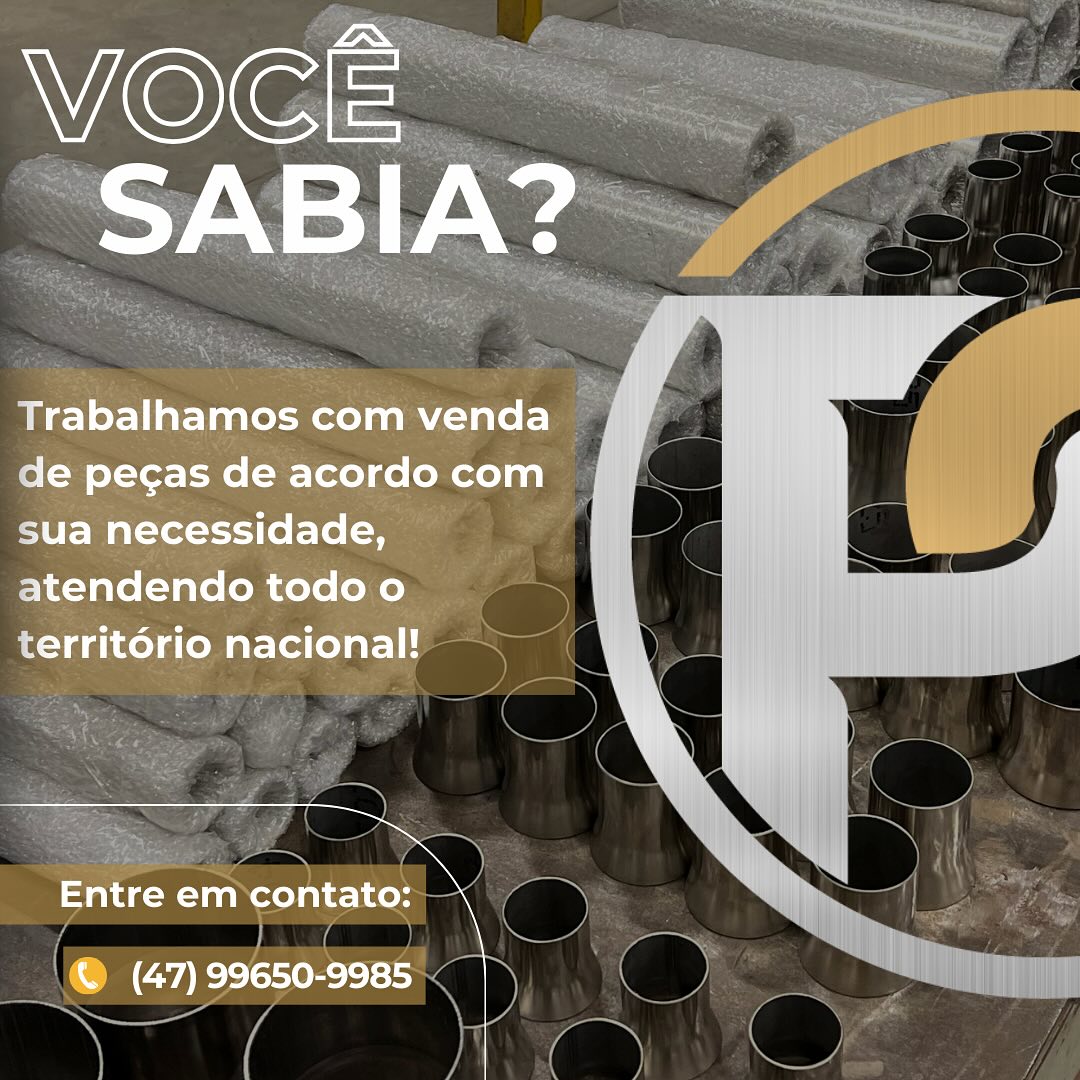 VOCÊ
SABIA?
Trabalhamos com venda
de peças de acordo com
sua necessidade,
atendendo todo o
território nacional!
Entre em contato:
(47) 99650-9985